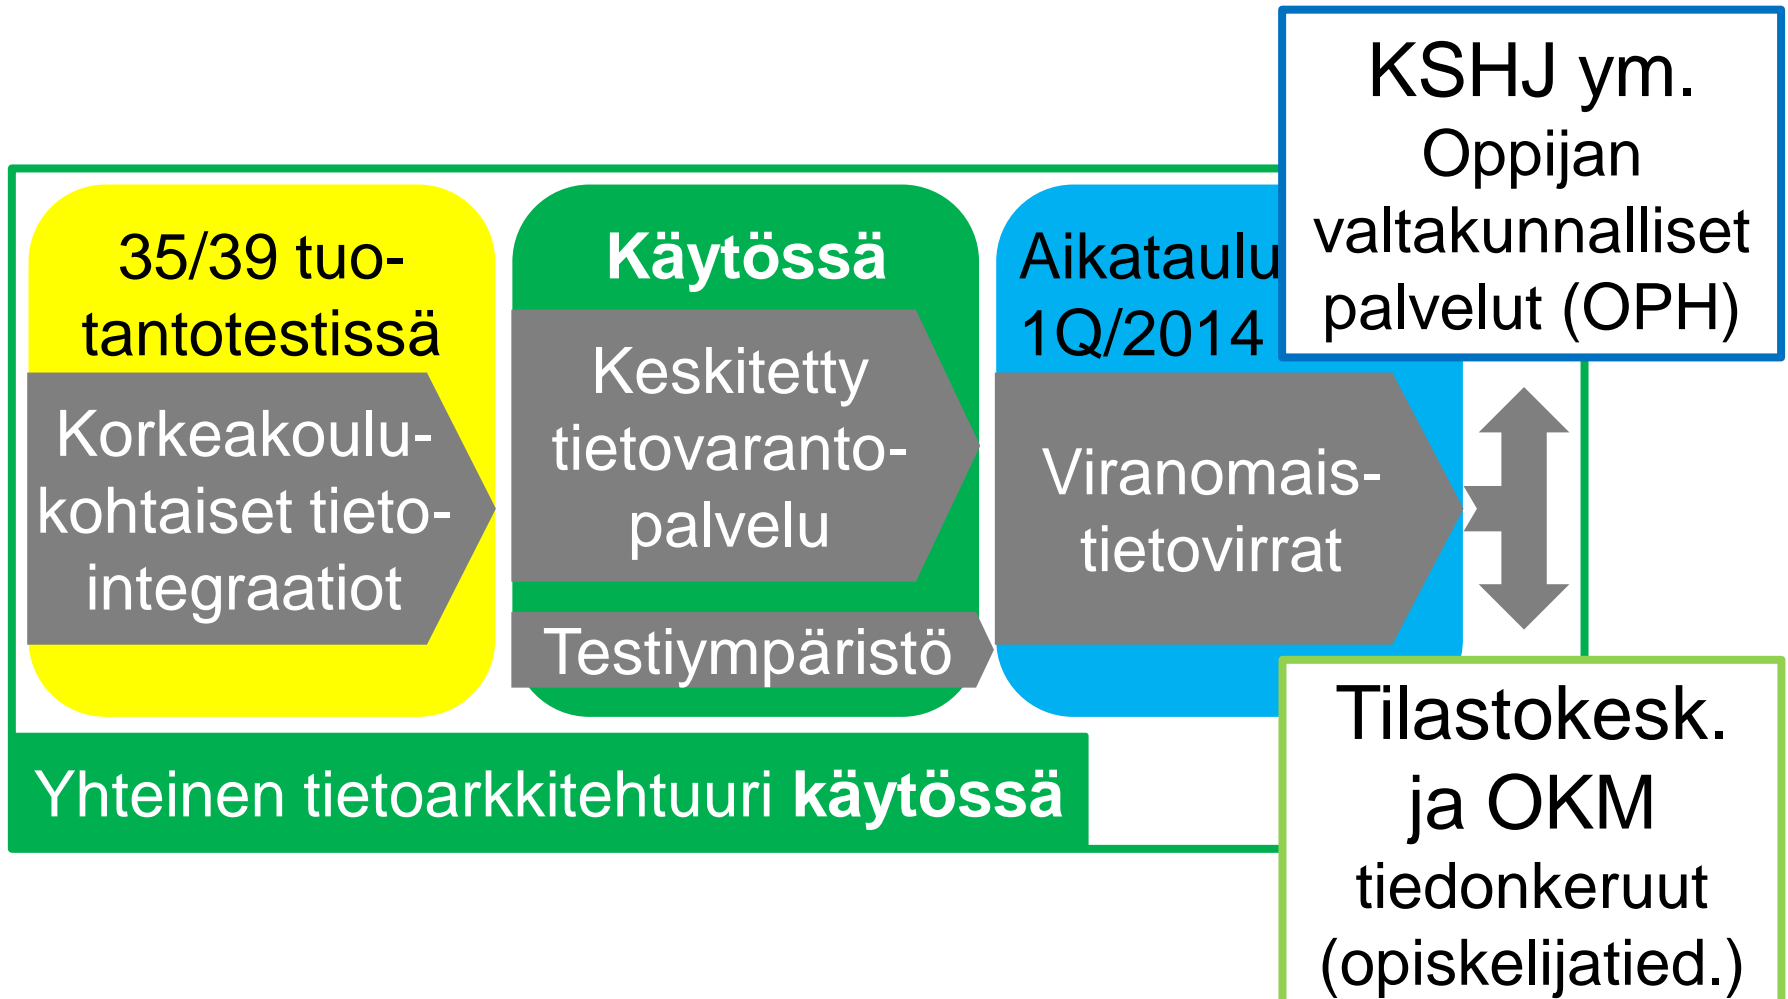 35/39 tuo-
tantotestissä
Korkeakoulu-
kohtaiset tieto-
integraatiot
Käytössä
Keskitetty
tietovaranto-
palvelu
Testiympäristö
Aikataulu
1Q/2014
Viranomais-
tietovirrat
KSHJ ym.
Oppijan
valtakunnalliset
palvelut (OPH)
Tilastokesk.
ja OKM
tiedonkeruut
(opiskelijatied.)
Yhteinen tietoarkkitehtuuri käytössä